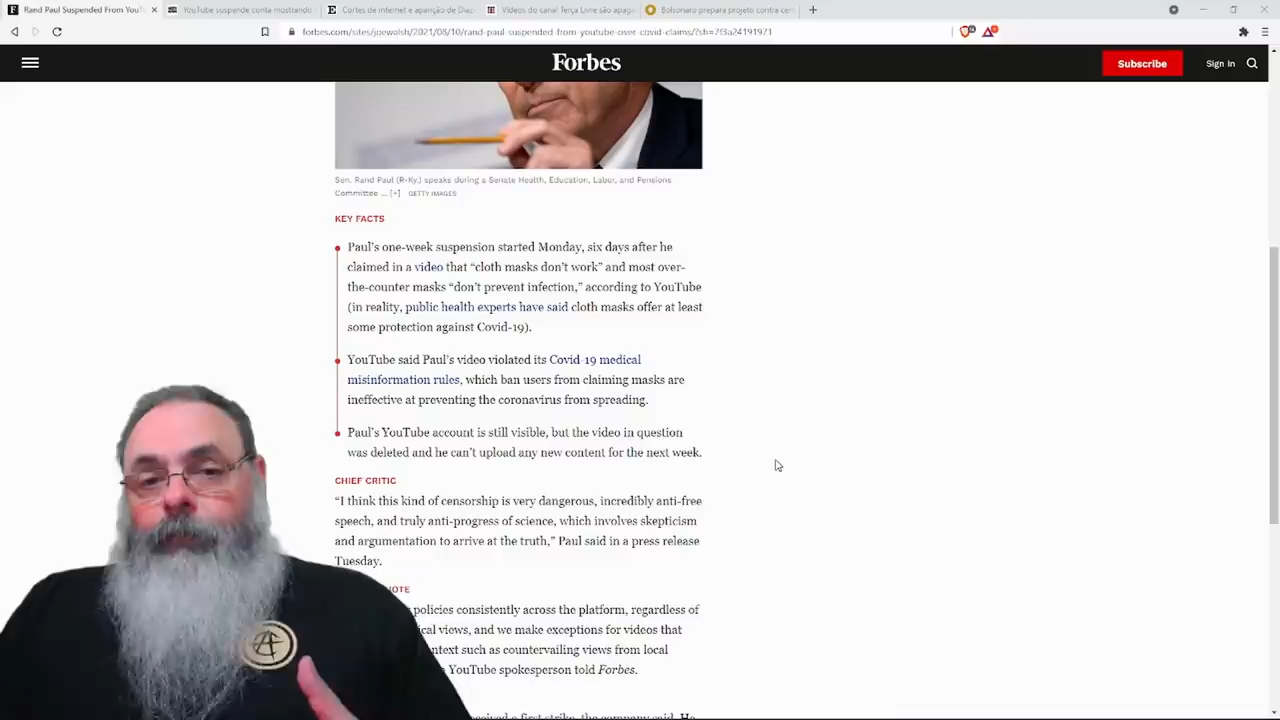 Rand Paul Suspended From YouT
YouTube suspende conta mostrando
Cortes de internet e aparição de Diaz
Vídeos do canal Terça Livre são apag
Bolsonaro prepara projeto contra cen
forbes.com/sites/joewalsh/2021/08/10/rand-paul-suspended-from-youtube-over-covid-claims/?sh=7f3a24191971
Forbes
Subscribe
Sign In
Sen. Rand Paul (R-Ky.) speaks during a Senate Health, Education, Labor, and Pensions
Committee ... [+] GETTY IMAGES
KEY FACTS
Paul’s one-week suspension started Monday, six days after he
claimed in a video that “cloth masks don’t work” and most over-
the-counter masks “don’t prevent infection,” according to YouTube
(in reality, public health experts have said cloth masks offer at least
some protection against Covid-19).
YouTube said Paul’s video violated its Covid-19 medical
misinformation rules, which ban users from claiming masks are
ineffective at preventing the coronavirus from spreading.
Paul’s YouTube account is still visible, but the video in question
was deleted and he can’t upload any new content for the next week.
CHIEF CRITIC
“I think this kind of censorship is very dangerous, incredibly anti-free
speech, and truly anti-progress of science, which involves skepticism
and argumentation to arrive at the truth,” Paul said in a press release
Tuesday.
OTE
policies consistently across the platform, regardless of
cal views, and we make exceptions for videos that
ntext such as countervailing views from local
YouTube spokesperson told Forbes.
ceived a first strike, the company said. He